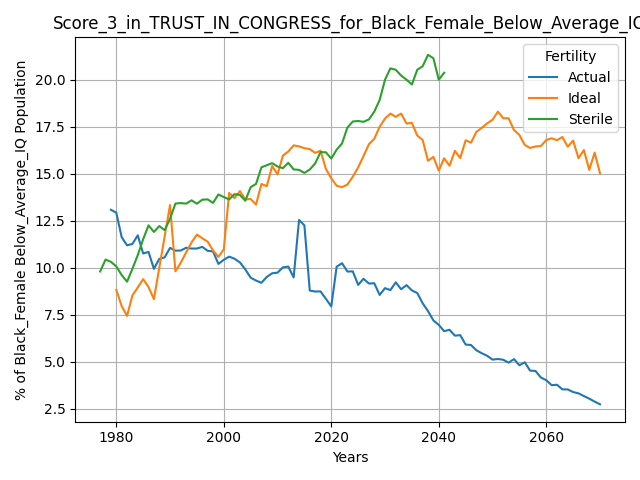 Score_3_in_TRUST_IN_CONGRESS_for_Black_Female_Below_Average_IQ
Fertility
Actual
Ideal
Sterile
% of Black_Female Below_Average_IQ Population
20.0
17.5
15.0
12.5
10.0
7.5
5.0
2.5
1980 2000 2020 2040 2060
Years